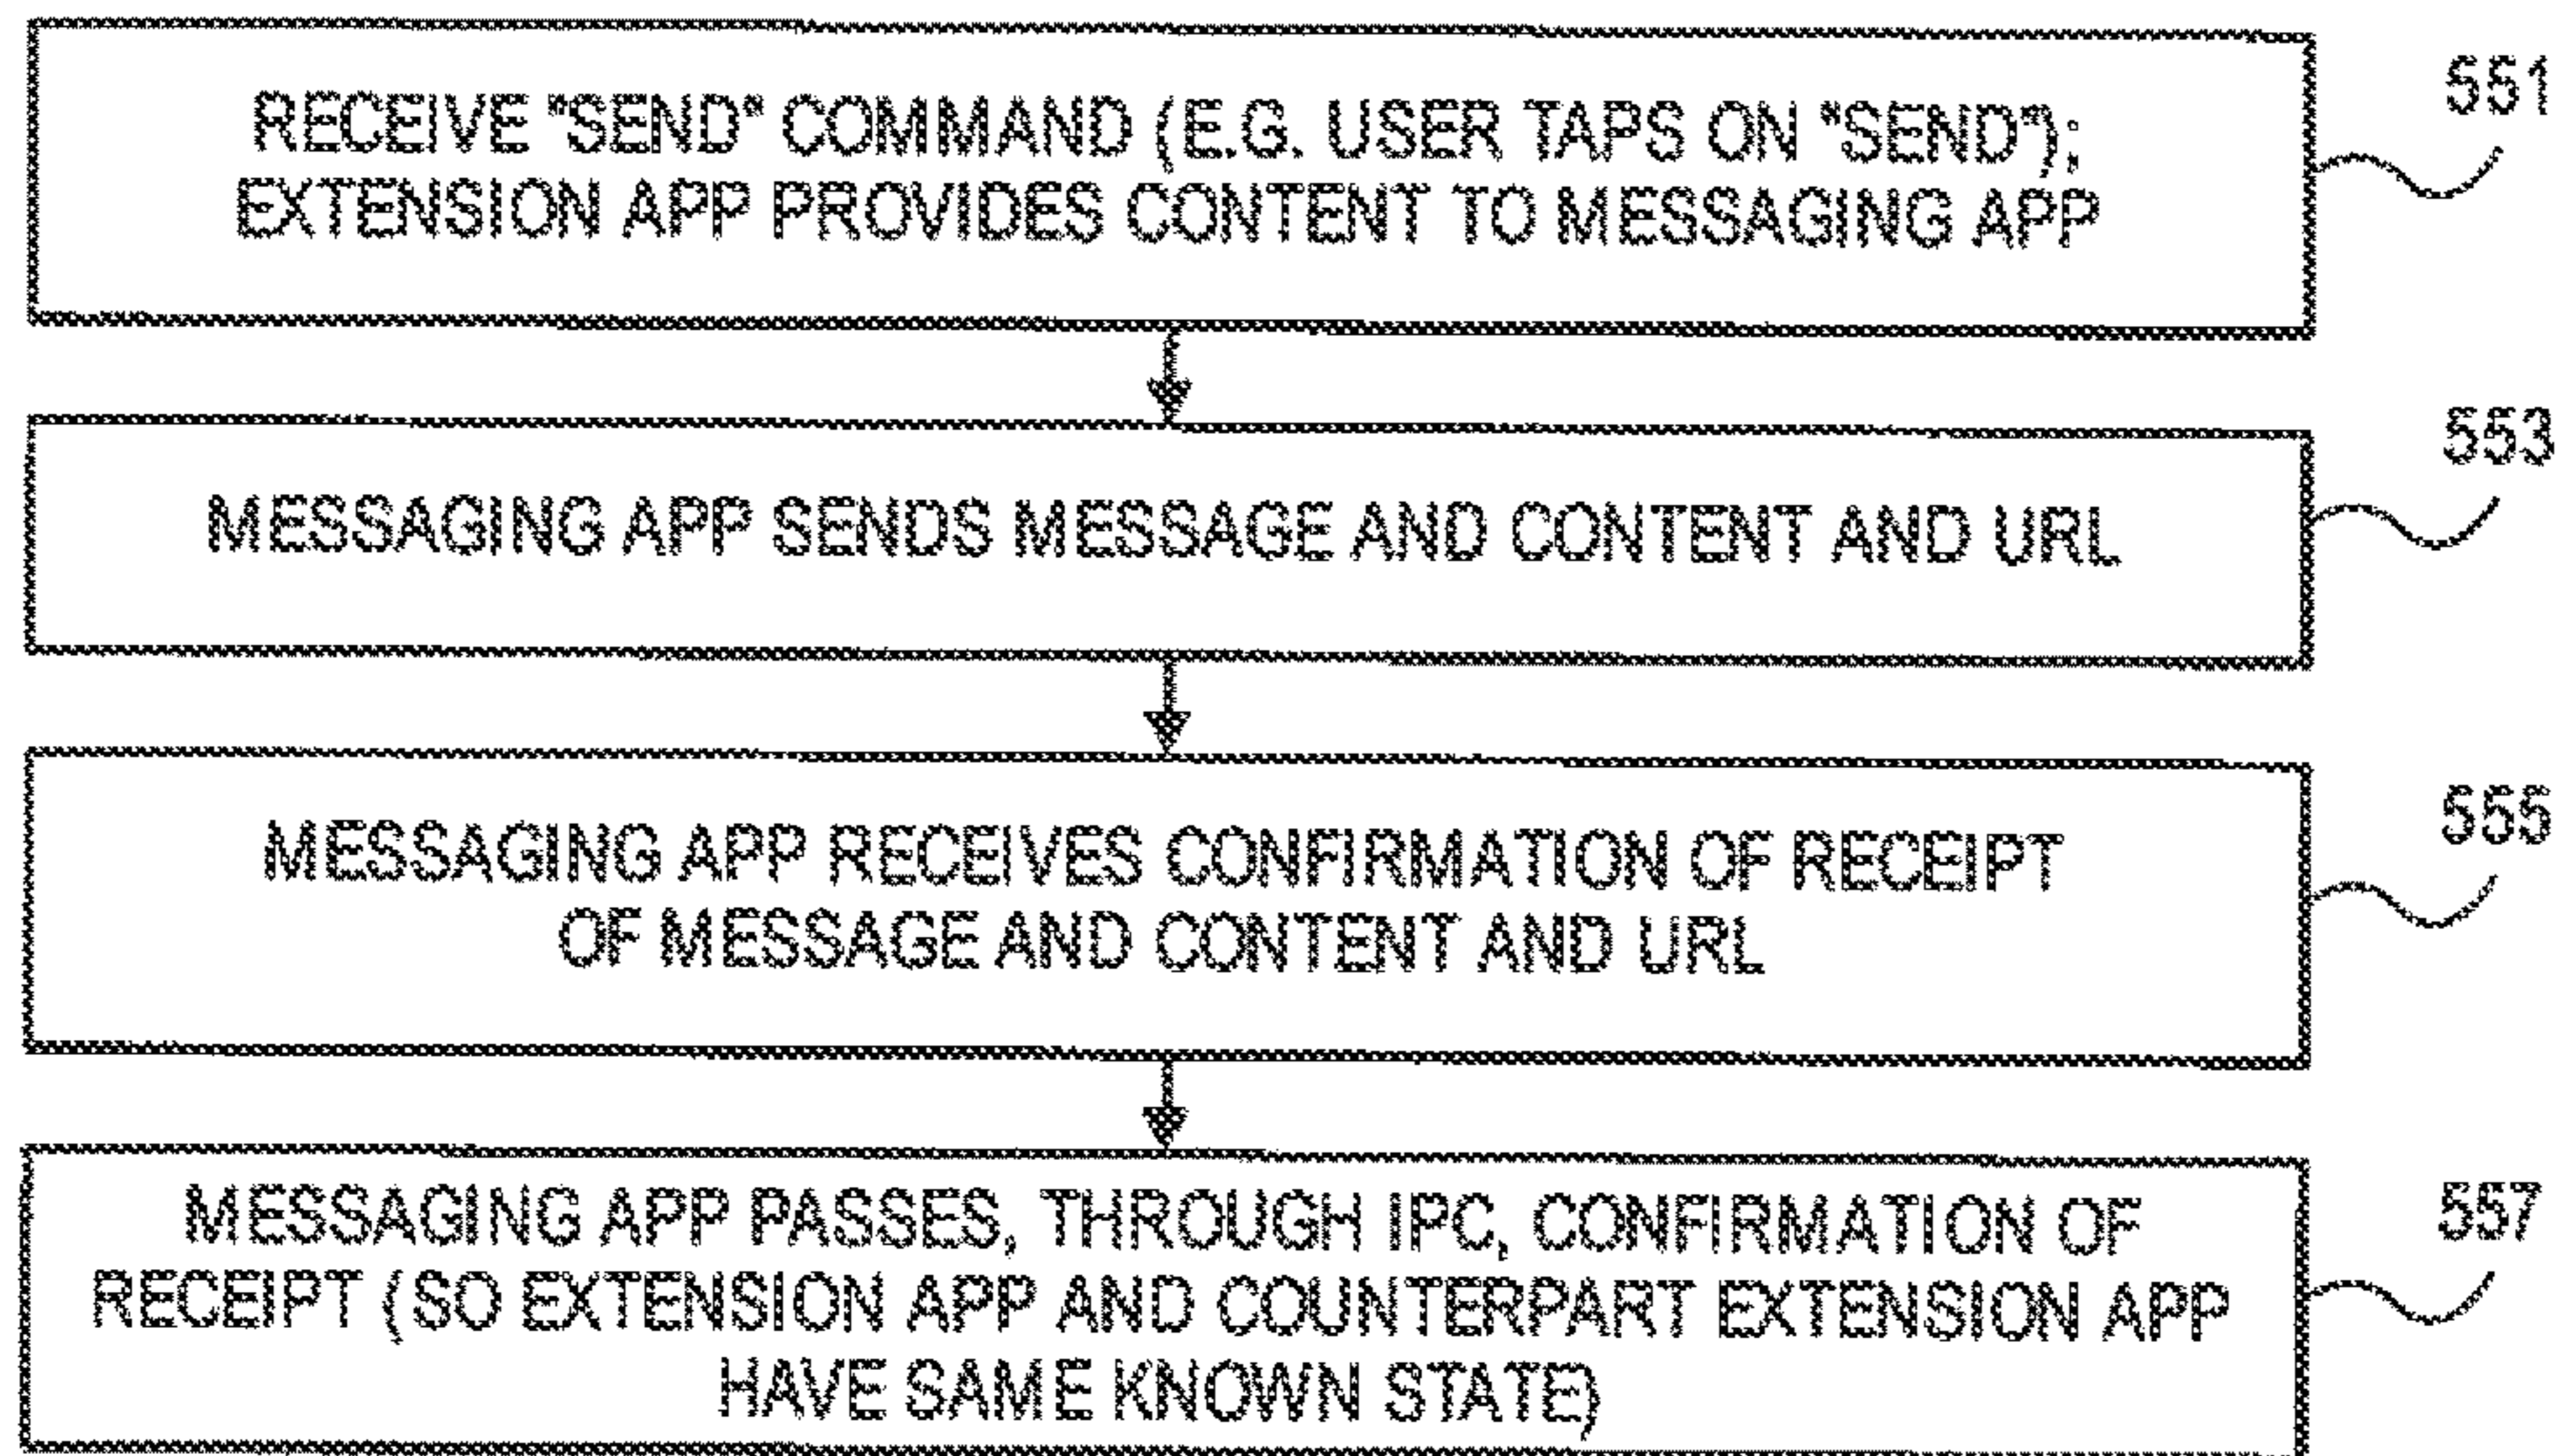 RECEIVE "SEND" COMMAND (E.G. USER TAPS ON "SEND");
EXTENSION APP PROVIDES CONTENT TO MESSAGING APP
551
MESSAGING APP SENDS MESSAGE AND CONTENT AND URL
553
MESSAGING APP RECEIVES CONFIRMATION OF RECEIPT
OF MESSAGE AND CONTENT AND URL
555
MESSAGING APP PASSES, THROUGH IPC, CONFIRMATION OF
RECEIPT (SO EXTENSION APP AND COUNTERPART EXTENSION APP
HAVE SAME KNOWN STATE)
557